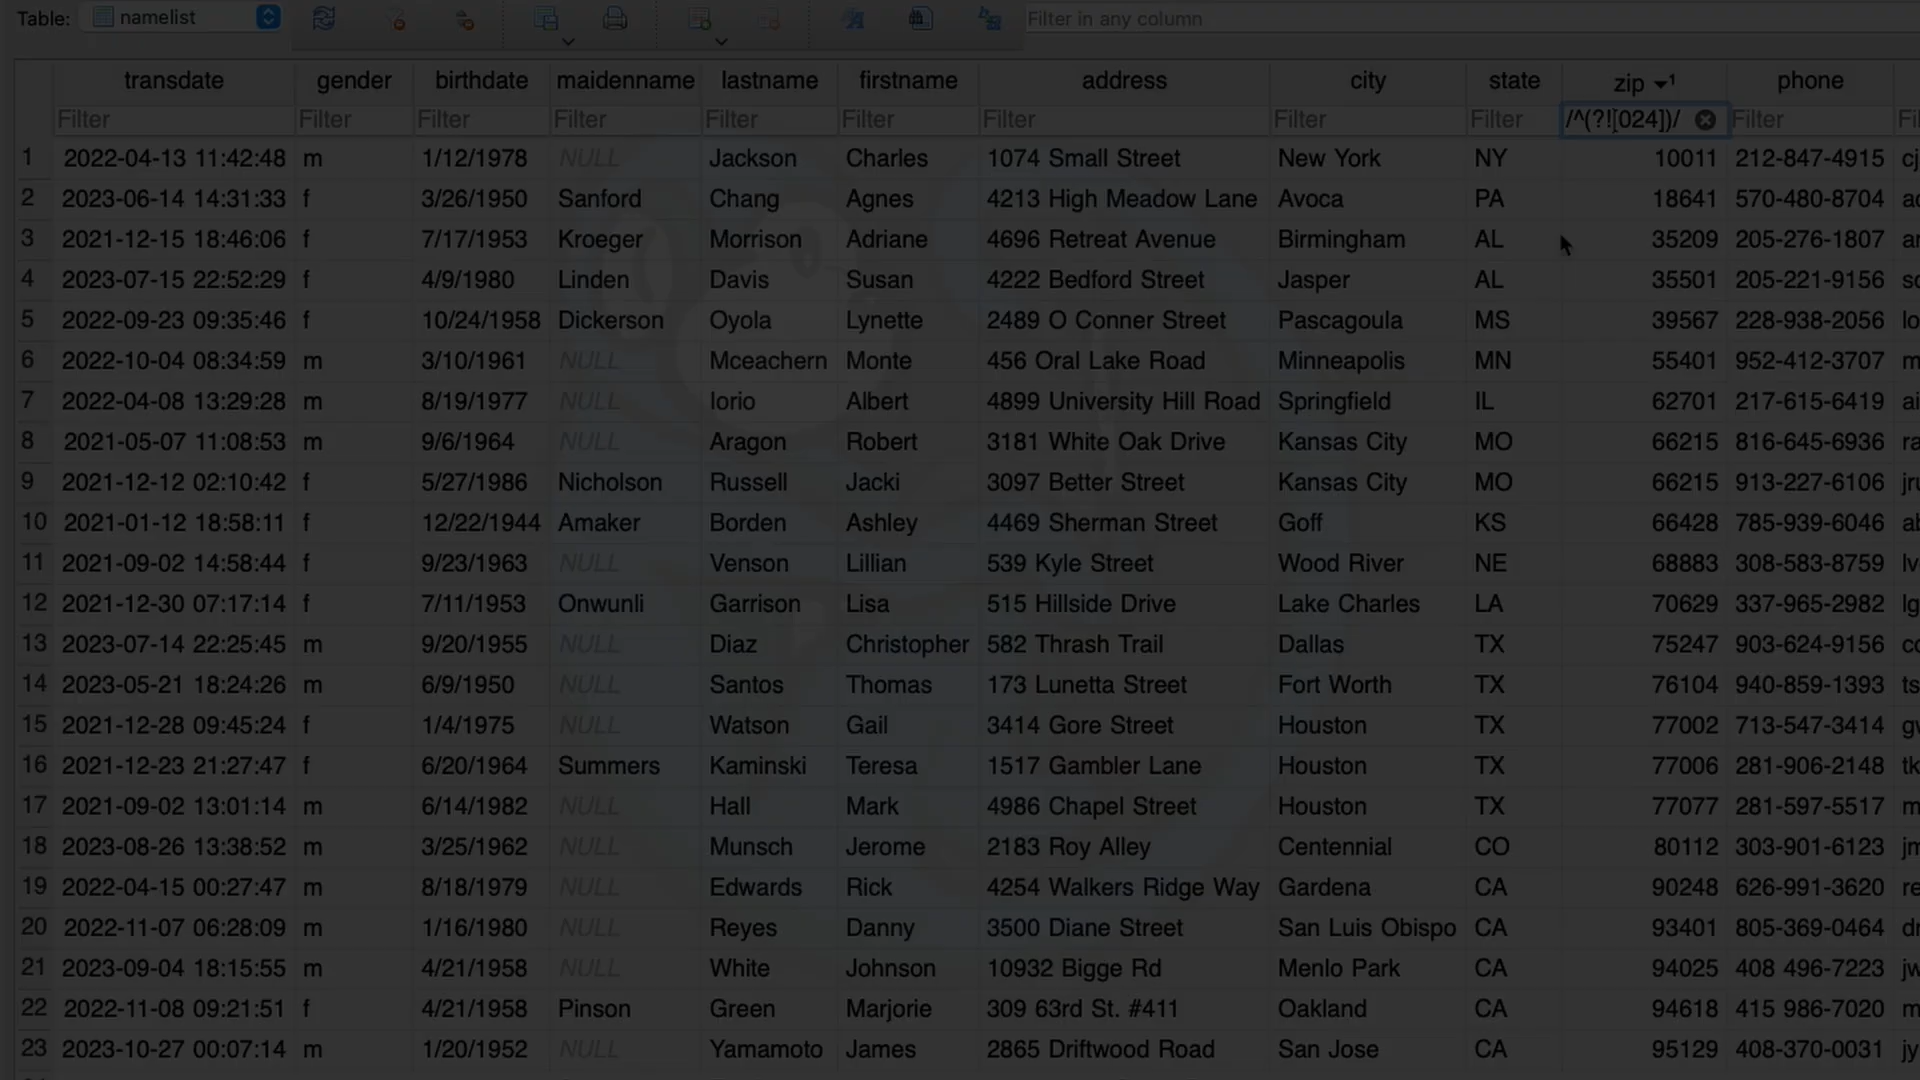 Table: namelist Filter in any column
transdate gender birthdate maidenname lastname firstname address city state zip 1 phone
Filter Filter Filter Filter Filter Filter Filter Filter Filter /^(?![024])/ Filter Fi
1 2022-04-13 11:42:48 m 1/12/1978 NULL Jackson Charles 1074 Small Street New York NY 10011 212-847-4915 cj
2 2023-06-14 14:31:33 f 3/26/1950 Sanford Chang Agnes 4213 High Meadow Lane Avoca PA 18641 570-480-8704 ac
3 2021-12-15 18:46:06 f 7/17/1953 Kroeger Morrison Adriane 4696 Retreat Avenue Birmingham AL 35209 205-276-1807 ar
4 2023-07-15 22:52:29 f 4/9/1980 Linden Davis Susan 4222 Bedford Street Jasper AL 35501 205-221-9156 sc
5 2022-09-23 09:35:46 f 10/24/1958 Dickerson Oyola Lynette 2489 O Conner Street Pascagoula MS 39567 228-938-2056 lo
6 2022-10-04 08:34:59 m 3/10/1961 NULL Mceachern Monte 456 Oral Lake Road Minneapolis MN 55401 952-412-3707 m
7 2022-04-08 13:29:28 m 8/19/1977 NULL Iorio Albert 4899 University Hill Road Springfield IL 62701 217-615-6419 ai
8 2021-05-07 11:08:53 m 9/6/1964 NULL Aragon Robert 3181 White Oak Drive Kansas City MO 66215 816-645-6936 ra
9 2021-12-12 02:10:42 f 5/27/1986 Nicholson Russell Jacki 3097 Better Street Kansas City MO 66215 913-227-6106 jru
10 2021-01-12 18:58:11 f 12/22/1944 Amaker Borden Ashley 4469 Sherman Street Goff KS 66428 785-939-6046 ab
11 2021-09-02 14:58:44 f 9/23/1963 NULL Venson Lillian 539 Kyle Street Wood River NE 68883 308-583-8759 lv
12 2021-12-30 07:17:14 f 7/11/1953 Onwunli Garrison Lisa 515 Hillside Drive Lake Charles LA 70629 337-965-2982 lg
13 2023-07-14 22:25:45 m 9/20/1955 NULL Diaz Christopher 582 Thrash Trail Dallas TX 75247 903-624-9156 cc
14 2023-05-21 18:24:26 m 6/9/1950 NULL Santos Thomas 173 Lunetta Street Fort Worth TX 76104 940-859-1393 ts
15 2021-12-28 09:45:24 f 1/4/1975 NULL Watson Gail 3414 Gore Street Houston TX 77002 713-547-3414 gv
16 2021-12-23 21:27:47 f 6/20/1964 Summers Kaminski Teresa 1517 Gambler Lane Houston TX 77006 281-906-2148 tk
17 2021-09-02 13:01:14 m 6/14/1982 NULL Hall Mark 4986 Chapel Street Houston TX 77077 281-597-5517 m
18 2023-08-26 13:38:52 m 3/25/1962 NULL Munsch Jerome 2183 Roy Alley Centennial CO 80112 303-901-6123 jm
19 2022-04-15 00:27:47 m 8/18/1979 NULL Edwards Rick 4254 Walkers Ridge Way Gardena CA 90248 626-991-3620 re
20 2022-11-07 06:28:09 m 1/16/1980 NULL Reyes Danny 3500 Diane Street San Luis Obispo CA 93401 805-369-0464 dr
21 2023-09-04 18:15:55 m 4/21/1958 NULL White Johnson 10932 Bigge Rd Menlo Park CA 94025 408 496-7223 jw
22 2022-11-08 09:21:51 f 4/21/1958 Pinson Green Marjorie 309 63rd St. #411 Oakland CA 94618 415 986-7020 m
23 2023-10-27 00:07:14 m 1/20/1952 NULL Yamamoto James 2865 Driftwood Road San Jose CA 95129 408-370-0031 jy